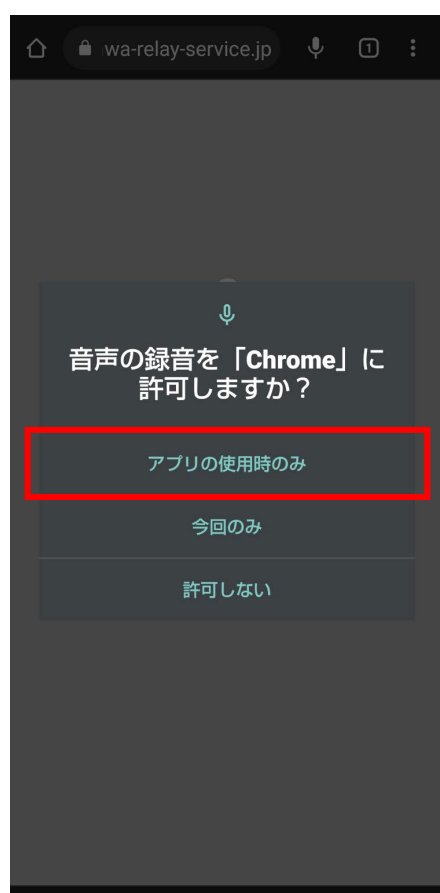 wa-relay-service.jp
1
音声の録音を「Chrome」に
許可しますか？
アプリの使用時のみ
今回のみ
許可しない